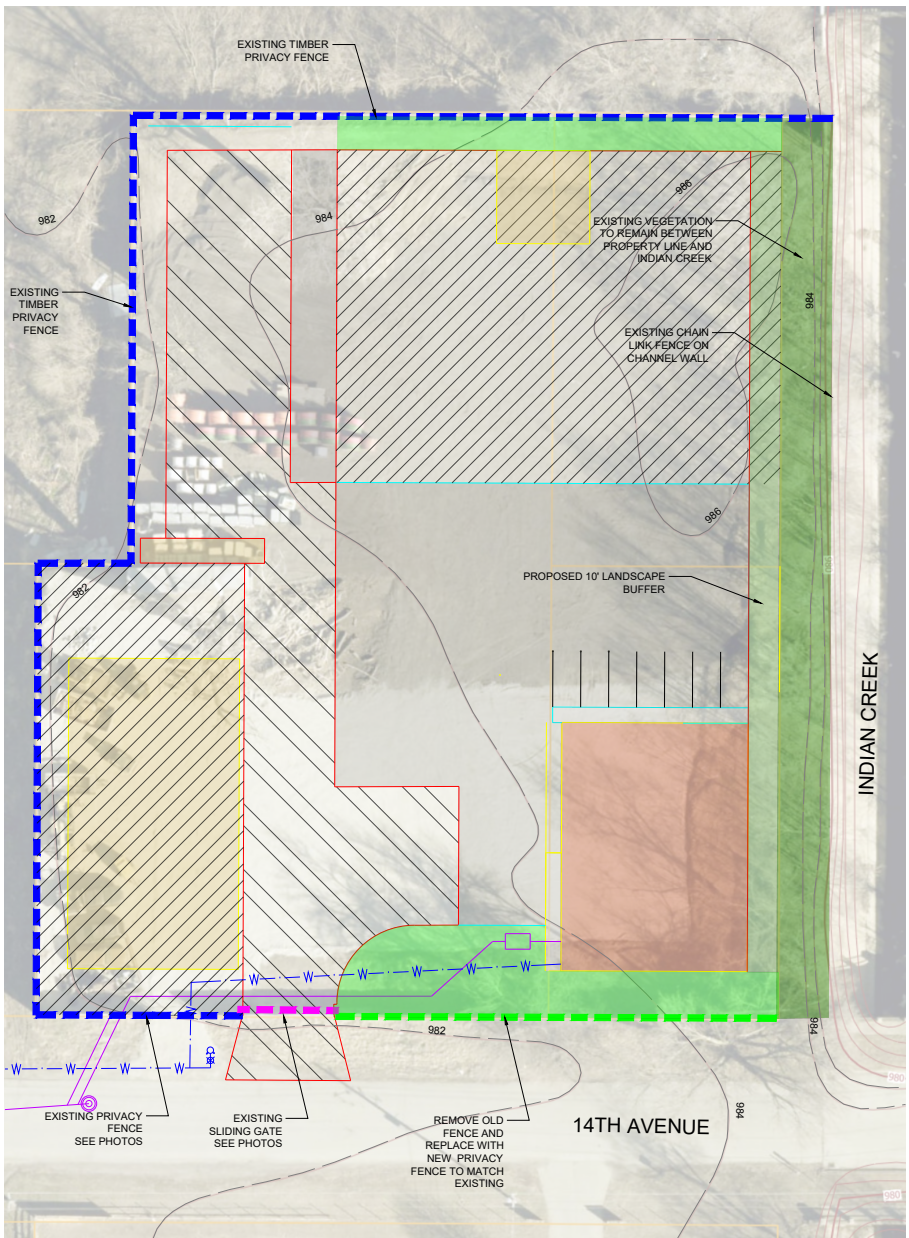 EXISTING TIMBER
PRIVACY FENCE
982
984
986
EXISTING VEGETATION
TO REMAIN BETWEEN
PROPERTY LINE AND
INDIAN CREEK
EXISTING
TIMBER
PRIVACY
FENCE
984
EXISTING CHAIN
LINK FENCE ON
CHANNEL WALL
986
PROPOSED 10' LANDSCAPE
BUFFER
982
INDIAN CREEK
W W W W W
982
984
W W W W
980
EXISTING PRIVACY
FENCE
SEE PHOTOS
EXISTING
SLIDING GATE
SEE PHOTOS
REMOVE OLD
FENCE AND
REPLACE WITH
NEW PRIVACY
FENCE TO MATCH
EXISTING
14TH AVENUE
984
980